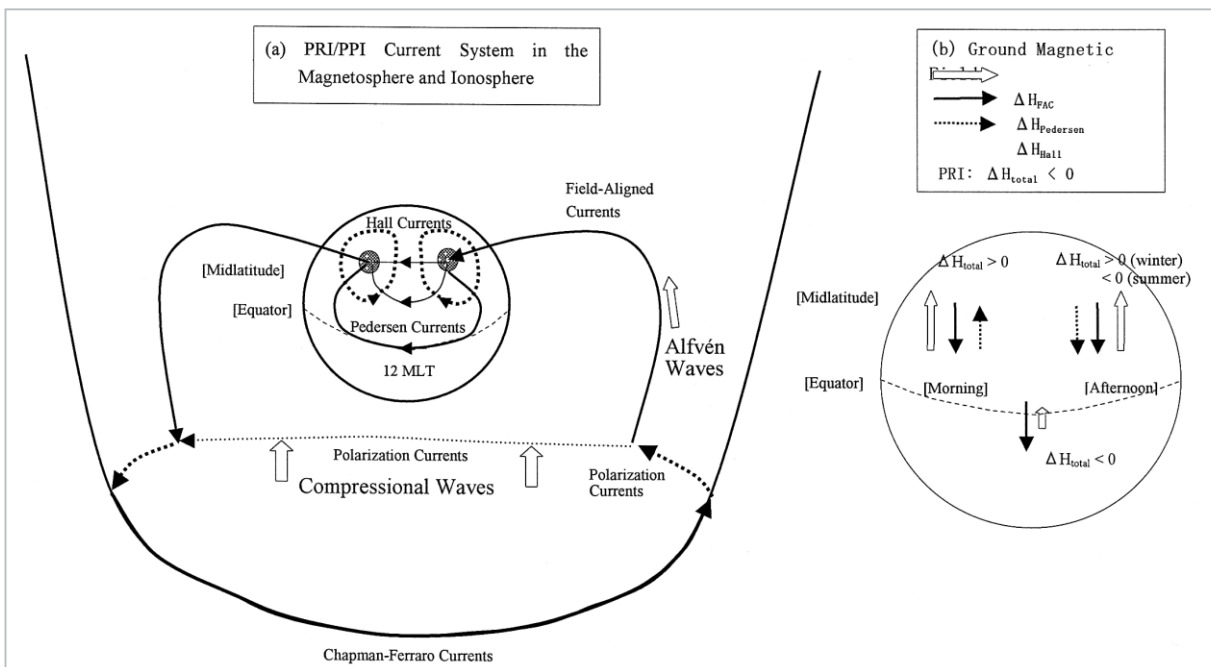 (a) PRI/PPI Current System in the
Magnetosphere and Ionosphere
Field-Aligned
Currents
Hall Currents
[Midlatitude]
[Equator]
Pedersen Currents
12 MLT
Alfvén
Waves
Polarization Currents
Polarization
Currents
Compressional Waves
Chapman-Ferraro Currents
(b) Ground Magnetic
ΔH_FAC
ΔH_Pedersen
ΔH_Hall
PRI: ΔH_total < 0
ΔH_total > 0
ΔH_total > 0 (winter)
< 0 (summer)
[Midlatitude]
[Equator]
[Morning]
[Afternoon]
ΔH_total < 0